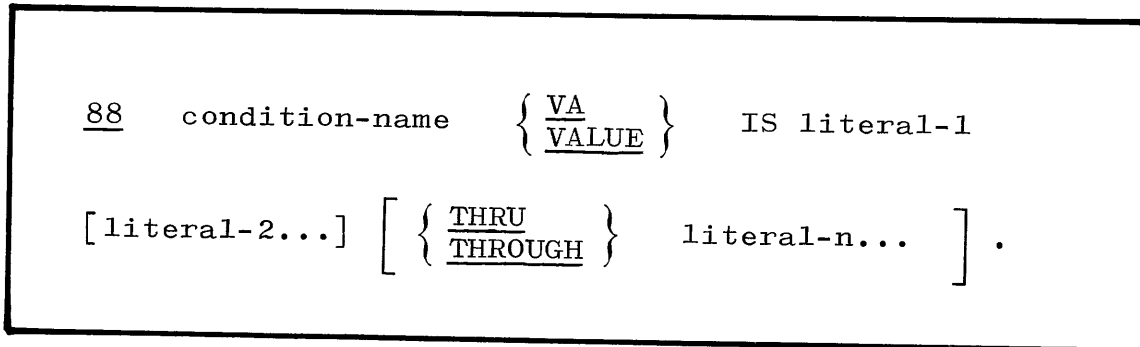 88 condition-name { VA
VALUE } IS literal-1
[literal-2...] [ { THRU
THROUGH } literal-n... ] .